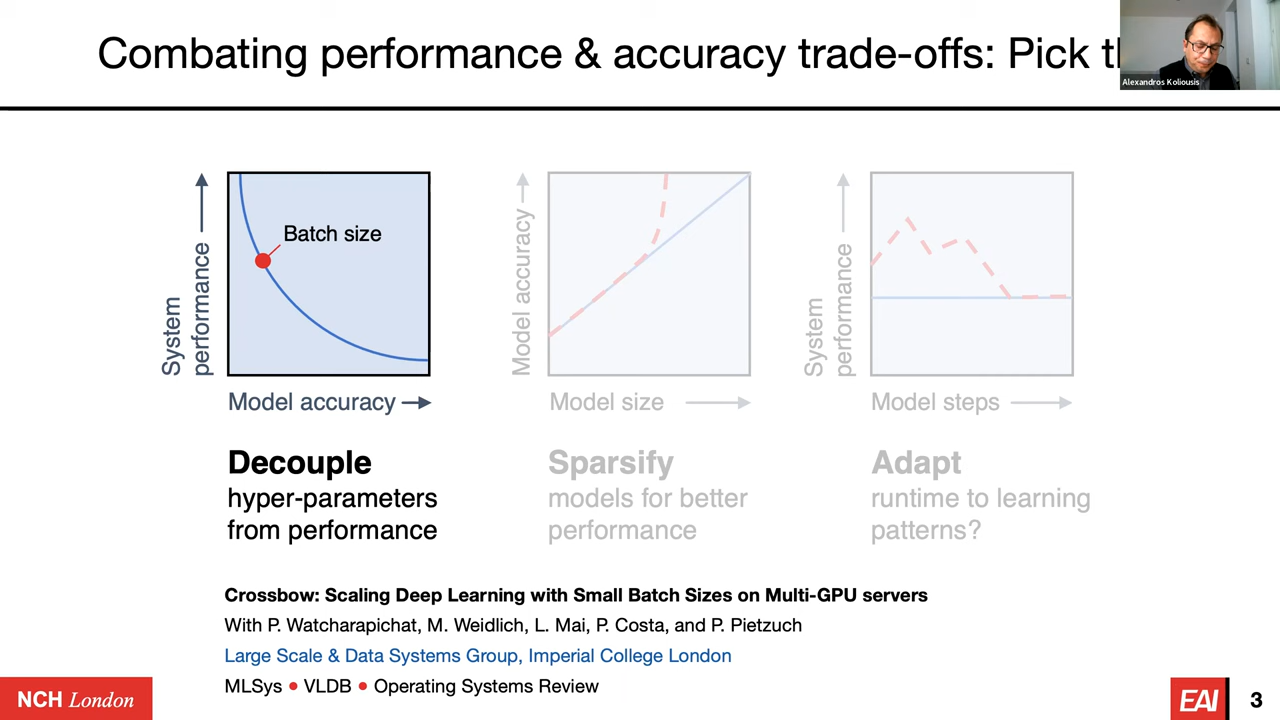 Combating performance & accuracy trade-offs: Pick
Alexandros Koliousis
System performance
Batch size
Model accuracy
Model accuracy
Model size
System performance
Model steps
Decouple
hyper-parameters
from performance
Sparsify
models for better
performance
Adapt
runtime to learning
patterns?
Crossbow: Scaling Deep Learning with Small Batch Sizes on Multi-GPU servers
With P. Watcharapichat, M. Weidlich, L. Mai, P. Costa, and P. Pietzuch
Large Scale & Data Systems Group, Imperial College London
MLSys • VLDB • Operating Systems Review
NCH London
EAI
3